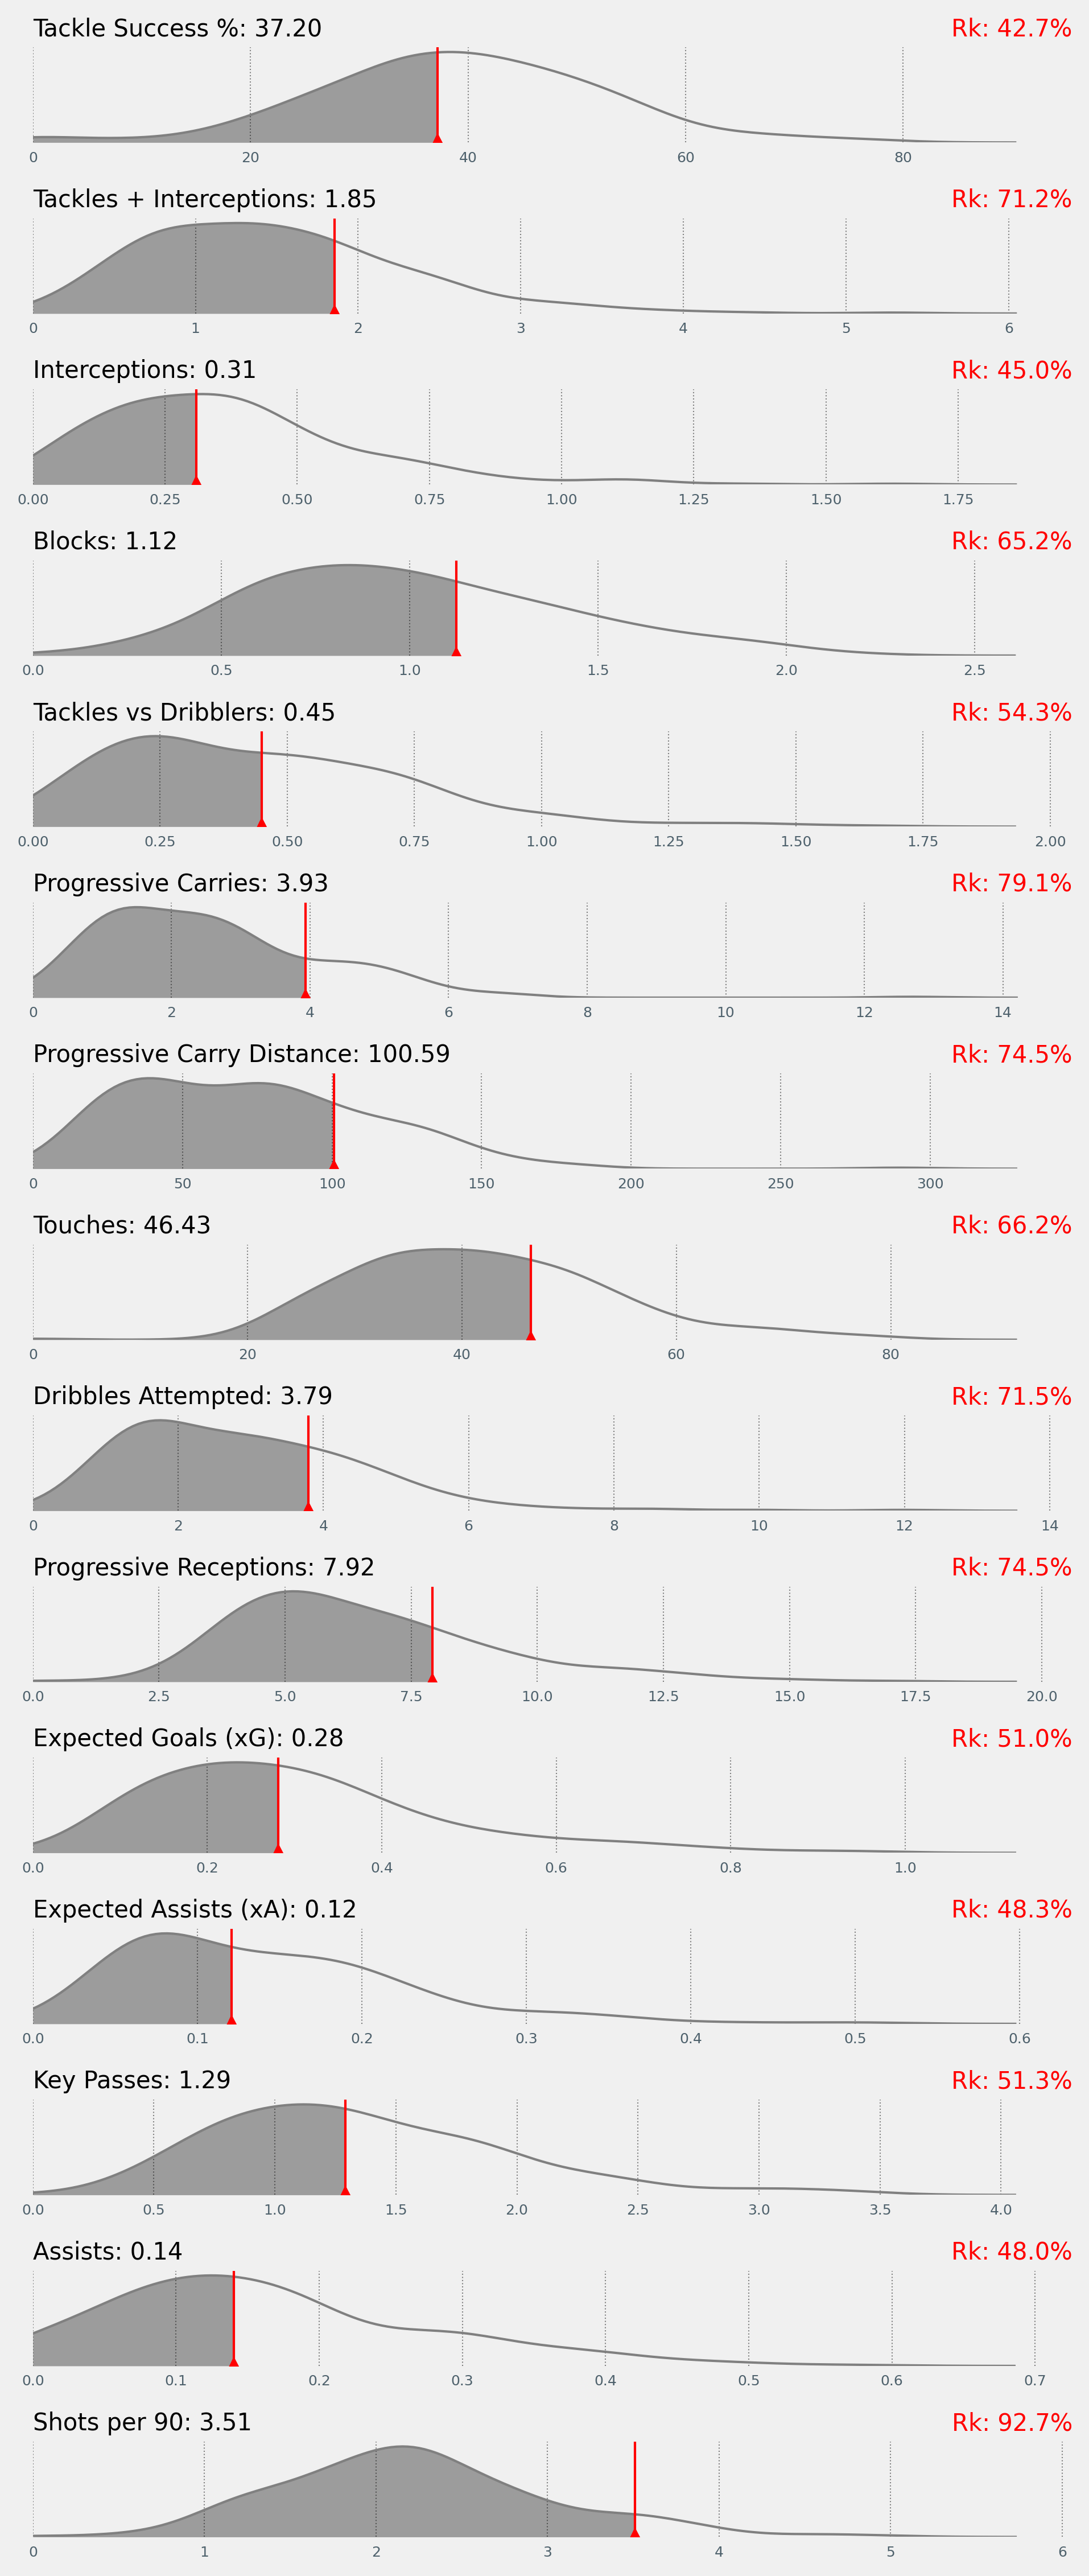 Tackle Success %: 37.20 Rk: 42.7%
0 20 40 60 80
Tackles + Interceptions: 1.85 Rk: 71.2%
0 1 2 3 4 5 6
Interceptions: 0.31 Rk: 45.0%
0.00 0.25 0.50 0.75 1.00 1.25 1.50 1.75
Blocks: 1.12 Rk: 65.2%
0.0 0.5 1.0 1.5 2.0 2.5
Tackles vs Dribblers: 0.45 Rk: 54.3%
0.00 0.25 0.50 0.75 1.00 1.25 1.50 1.75 2.00
Progressive Carries: 3.93 Rk: 79.1%
0 2 4 6 8 10 12 14
Progressive Carry Distance: 100.59 Rk: 74.5%
0 50 100 150 200 250 300
Touches: 46.43 Rk: 66.2%
0 20 40 60 80
Dribbles Attempted: 3.79 Rk: 71.5%
0 2 4 6 8 10 12 14
Progressive Receptions: 7.92 Rk: 74.5%
0.0 2.5 5.0 7.5 10.0 12.5 15.0 17.5 20.0
Expected Goals (xG): 0.28 Rk: 51.0%
0.0 0.2 0.4 0.6 0.8 1.0
Expected Assists (xA): 0.12 Rk: 48.3%
0.0 0.1 0.2 0.3 0.4 0.5 0.6
Key Passes: 1.29 Rk: 51.3%
0.0 0.5 1.0 1.5 2.0 2.5 3.0 3.5 4.0
Assists: 0.14 Rk: 48.0%
0.0 0.1 0.2 0.3 0.4 0.5 0.6 0.7
Shots per 90: 3.51 Rk: 92.7%
0 1 2 3 4 5 6